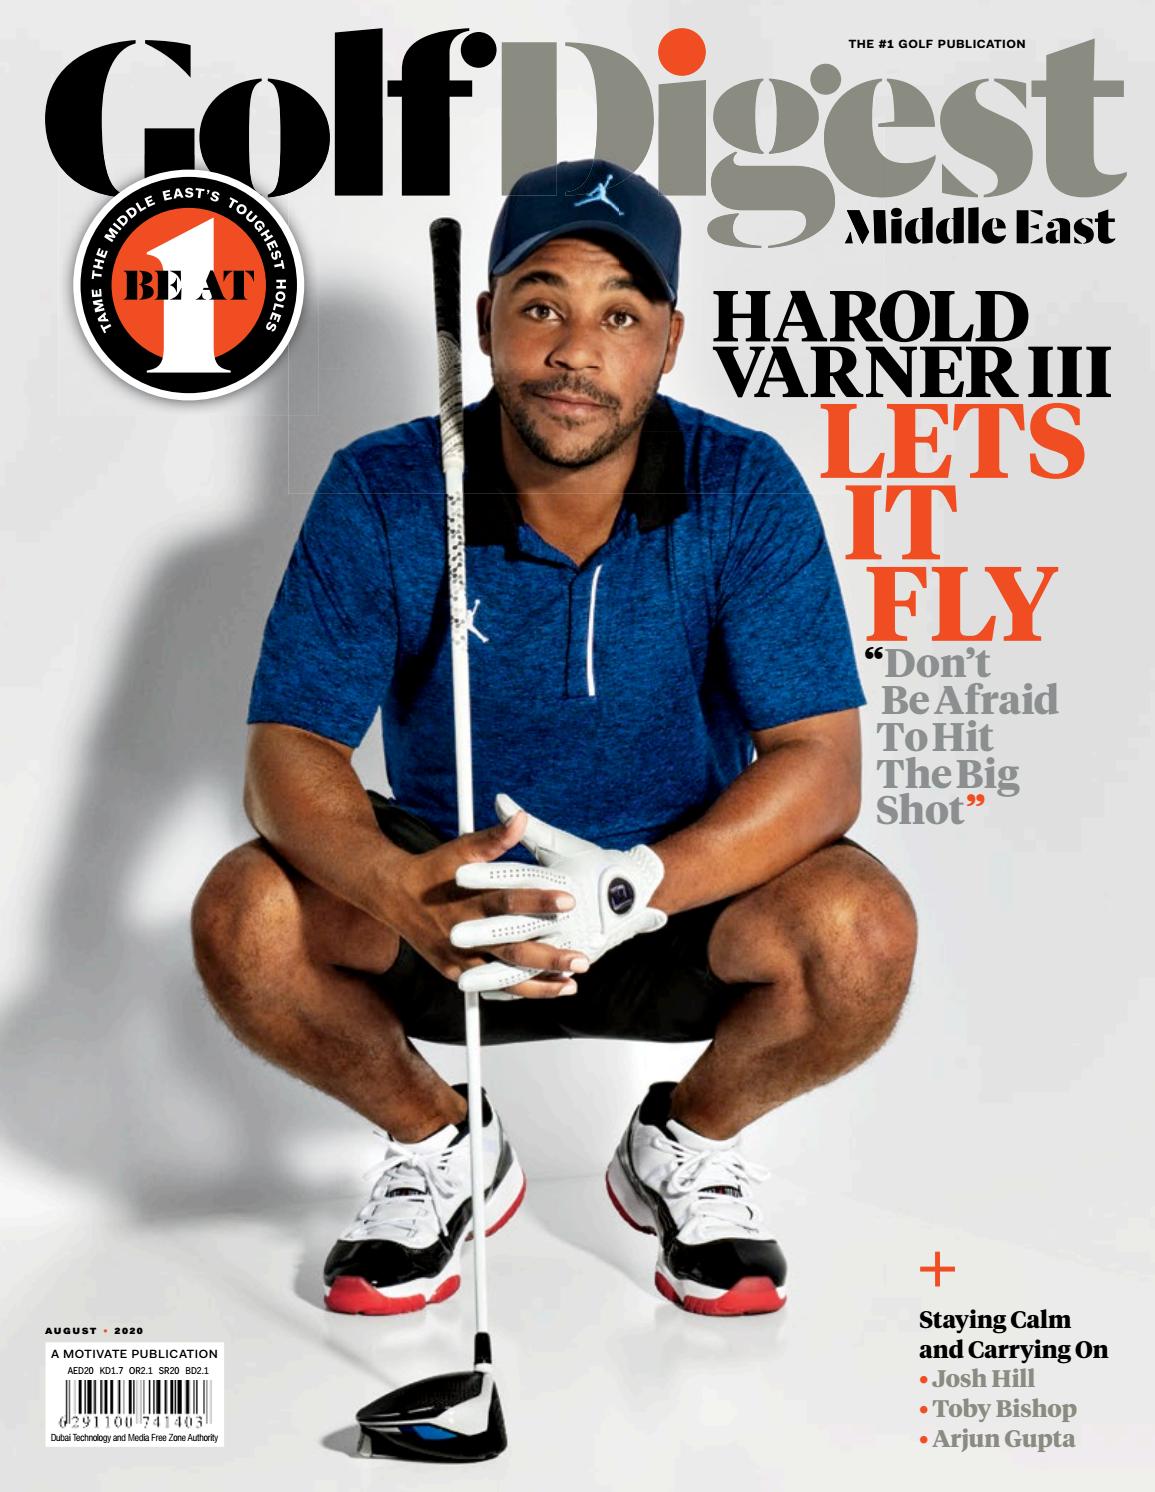 THE #1 GOLF PUBLICATION
Golf Digest
Middle East
TAME THE MIDDLE EAST'S TOUGHEST HOLES
BEAT
1
HAROLD
VARNER III
LETS
IT
FLY
“Don’t
Be Afraid
To Hit
The Big
Shot”
+
Staying Calm
and Carrying On
• Josh Hill
• Toby Bishop
• Arjun Gupta
AUGUST • 2020
A MOTIVATE PUBLICATION
AED20 KD1.7 OR2.1 SR20 BD2.1
6 291100 741403
Dubai Technology and Media Free Zone Authority